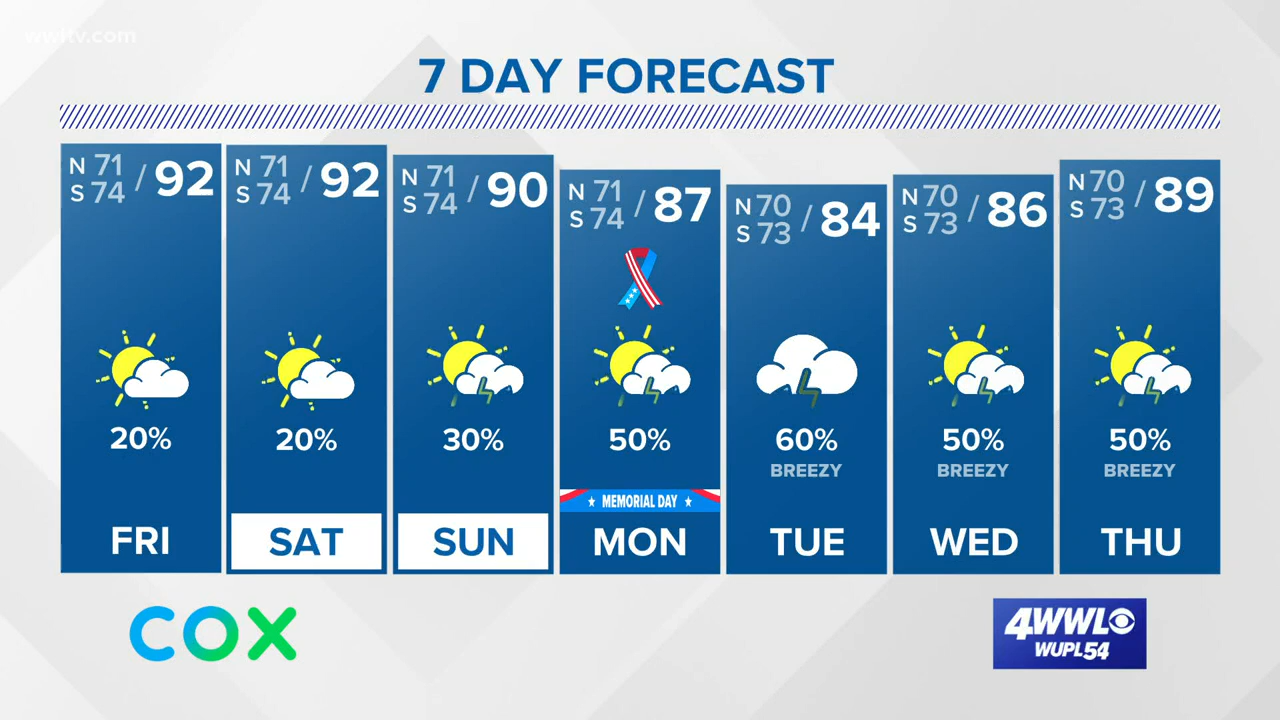 wwltv.com
7 DAY FORECAST
N 71 / 92
S 74
20%
FRI
N 71 / 92
S 74
20%
SAT
N 71 / 90
S 74
30%
SUN
N 71 / 87
S 74
50%
MEMORIAL DAY
MON
N 70 / 84
S 73
60%
BREEZY
TUE
N 70 / 86
S 73
50%
BREEZY
WED
N 70 / 89
S 73
50%
BREEZY
THU
COX
4WWL
WUPL54